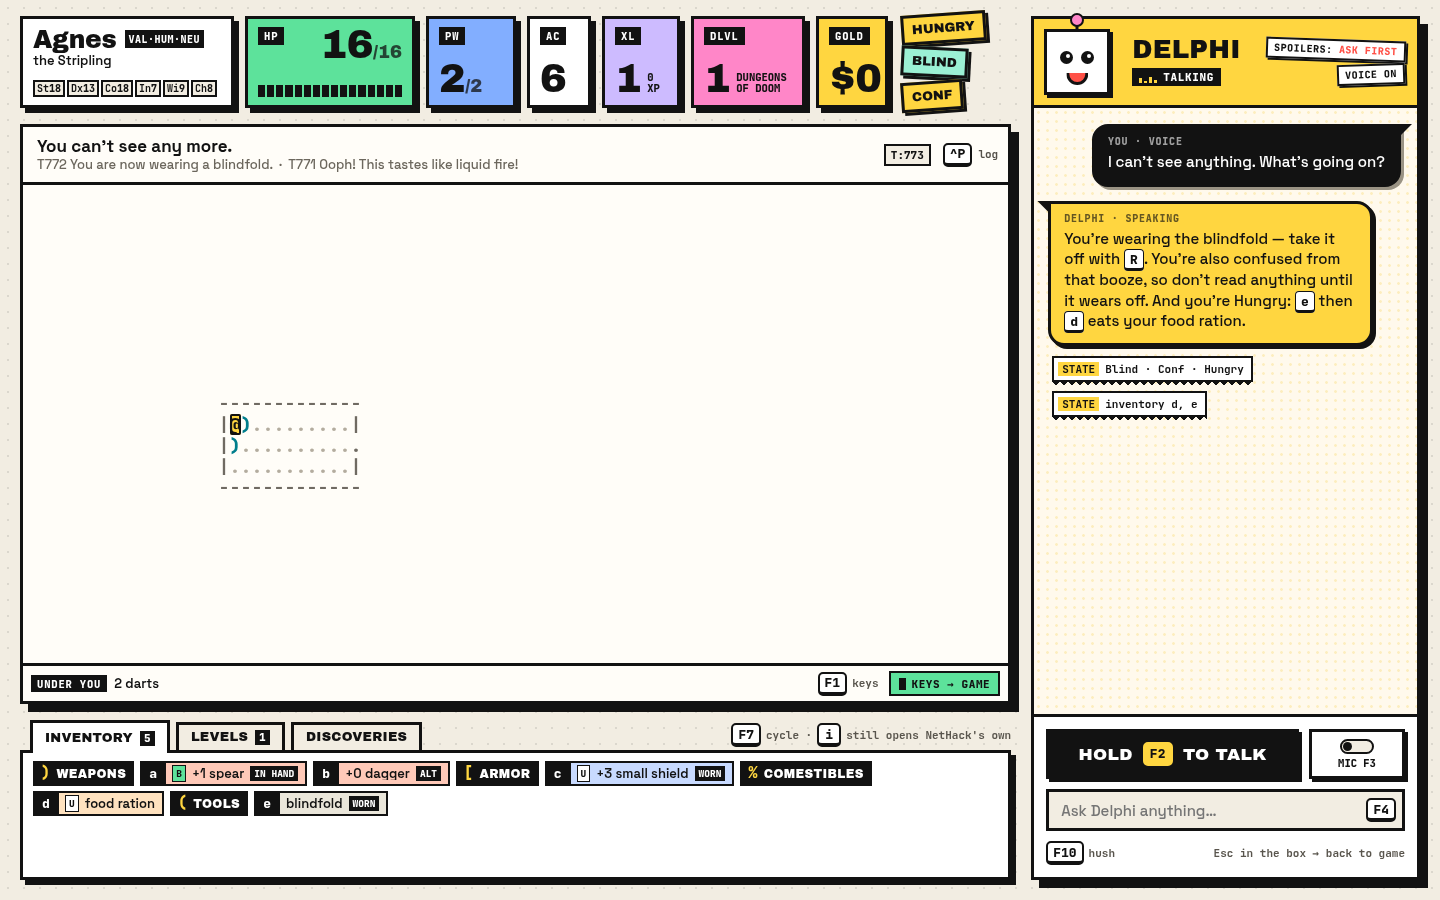 Agnes VAL·HUM·NEU
the Stripling
St18 Dx13 Co18 In7 Wi9 Ch8
HP 16/16
PW 2/2
AC 6
XL 1 0 XP
DLVL 1 DUNGEONS OF DOOM
GOLD $0
HUNGRY
BLIND
CONF
DELPHI
TALKING
SPOILERS: ASK FIRST
VOICE ON
You can't see any more.
T772 You are now wearing a blindfold. · T771 Ooph! This tastes like liquid fire!
T:773 ^P log
- - - - - - - - - - - - -
|@). . . . . . . . . |
|). . . . . . . . . . .
|. . . . . . . . . . . |
- - - - - - - - - - - - -
UNDER YOU 2 darts
F1 keys KEYS → GAME
INVENTORY 5 LEVELS 1 DISCOVERIES
F7 cycle · i still opens NetHack's own
) WEAPONS a B +1 spear IN HAND b +0 dagger ALT [ ARMOR c U +3 small shield WORN % COMESTIBLES
d U food ration ( TOOLS e blindfold WORN
YOU · VOICE
I can't see anything. What's going on?
DELPHI · SPEAKING
You're wearing the blindfold — take it
off with R. You're also confused from
that booze, so don't read anything until
it wears off. And you're Hungry: e then
d eats your food ration.
STATE Blind · Conf · Hungry
STATE inventory d, e
HOLD F2 TO TALK
MIC F3
Ask Delphi anything… F4
F10 hush Esc in the box → back to game